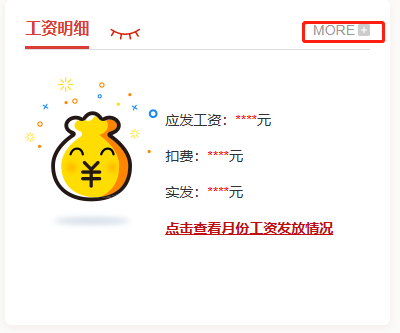 工资明细
MORE
¥
应发工资：****元
扣费：****元
实发：****元
点击查看月份工资发放情况